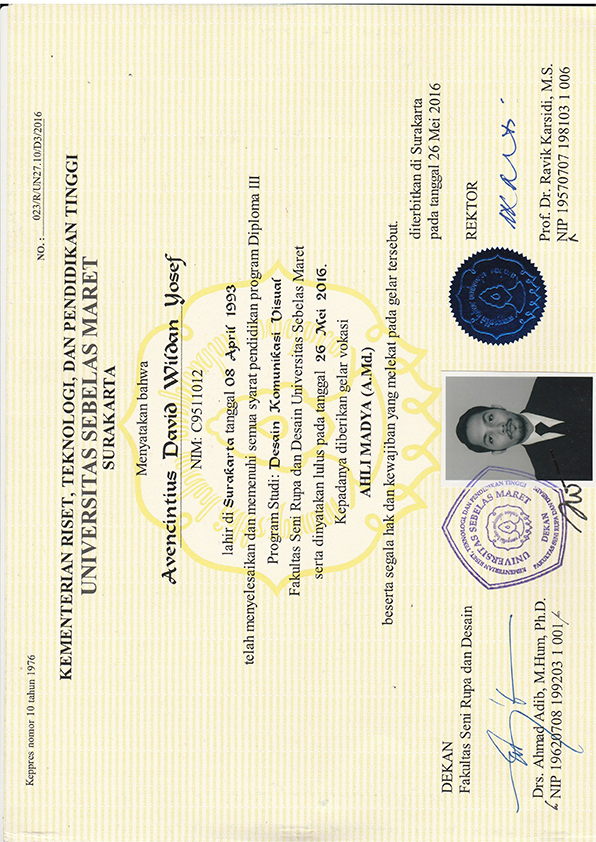 Keppres nomor 10 tahun 1976
NO. : 023/R/UN27.10/D3/2016
KEMENTERIAN RISET, TEKNOLOGI, DAN PENDIDIKAN TINGGI
UNIVERSITAS SEBELAS MARET
SURAKARTA
Menyatakan bahwa
Avencintius David Wildan Yosef
NIM: C9511012
lahir di Surakarta tanggal 08 April 1993
telah menyelesaikan dan memenuhi semua syarat pendidikan program Diploma III
Program Studi: Desain Komunikasi Visual
Fakultas Seni Rupa dan Desain Universitas Sebelas Maret
serta dinyatakan lulus pada tanggal 26 Mei 2016.
Kepadanya diberikan gelar vokasi
AHLI MADYA (A.Md.)
beserta segala hak dan kewajiban yang melekat pada gelar tersebut.
diterbitkan di Surakarta
pada tanggal 26 Mei 2016
DEKAN
Fakultas Seni Rupa dan Desain
Drs. Ahmad Adib, M.Hum, Ph.D.
NIP 19620708 199203 1 001
KEMENTERIAN RISET, TEKNOLOGI DAN PENDIDIKAN TINGGI
UNIVERSITAS SEBELAS MARET
DEKAN
FAKULTAS SENI RUPA DAN DESAIN
REKTOR
Prof. Dr. Ravik Karsidi, M.S.
NIP 19570707 198103 1 006